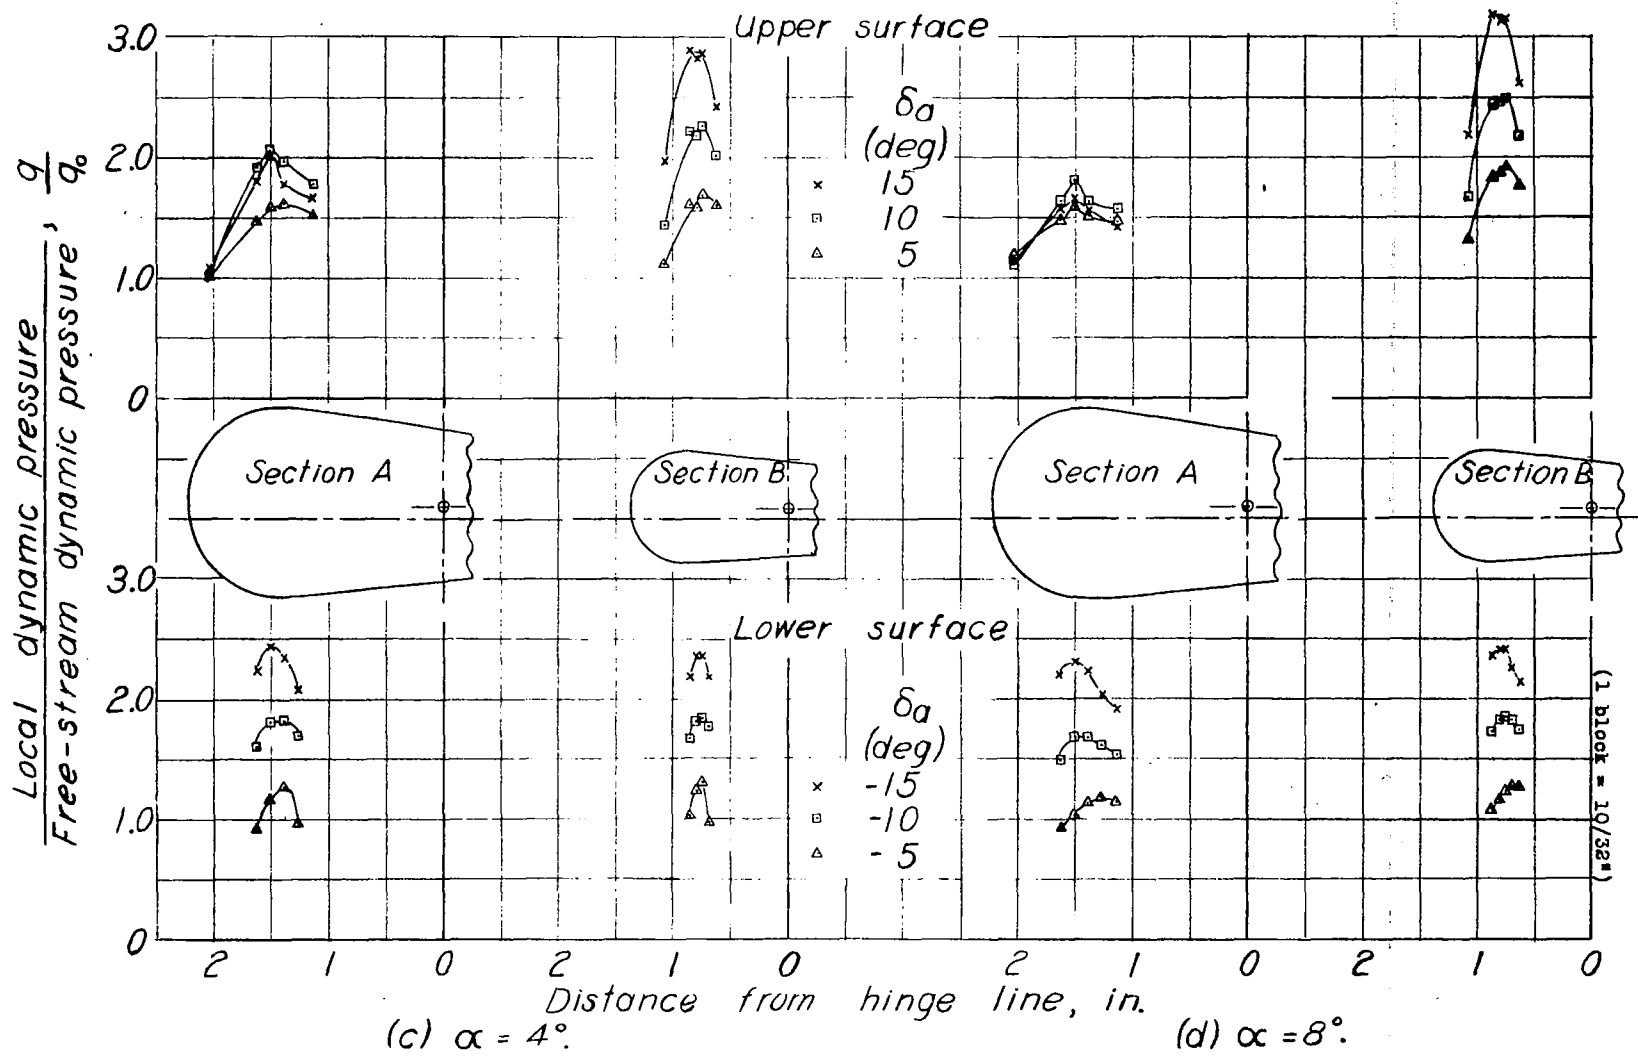 Upper surface
3.0
2.0
1.0
0
δa
(deg)
× 15
⊡ 10
△ 5
Local dynamic pressure
Free-stream dynamic pressure, q/q₀
Section A
Section B
Section A
Section B
3.0
2.0
1.0
0
Lower surface
δa
(deg)
× -15
⊡ -10
△ -5
(1 block = 10/32")
2 1 0 1 0 2 1 0 2 1 0
Distance from hinge line, in.
(c) α = 4°.
(d) α = 8°.